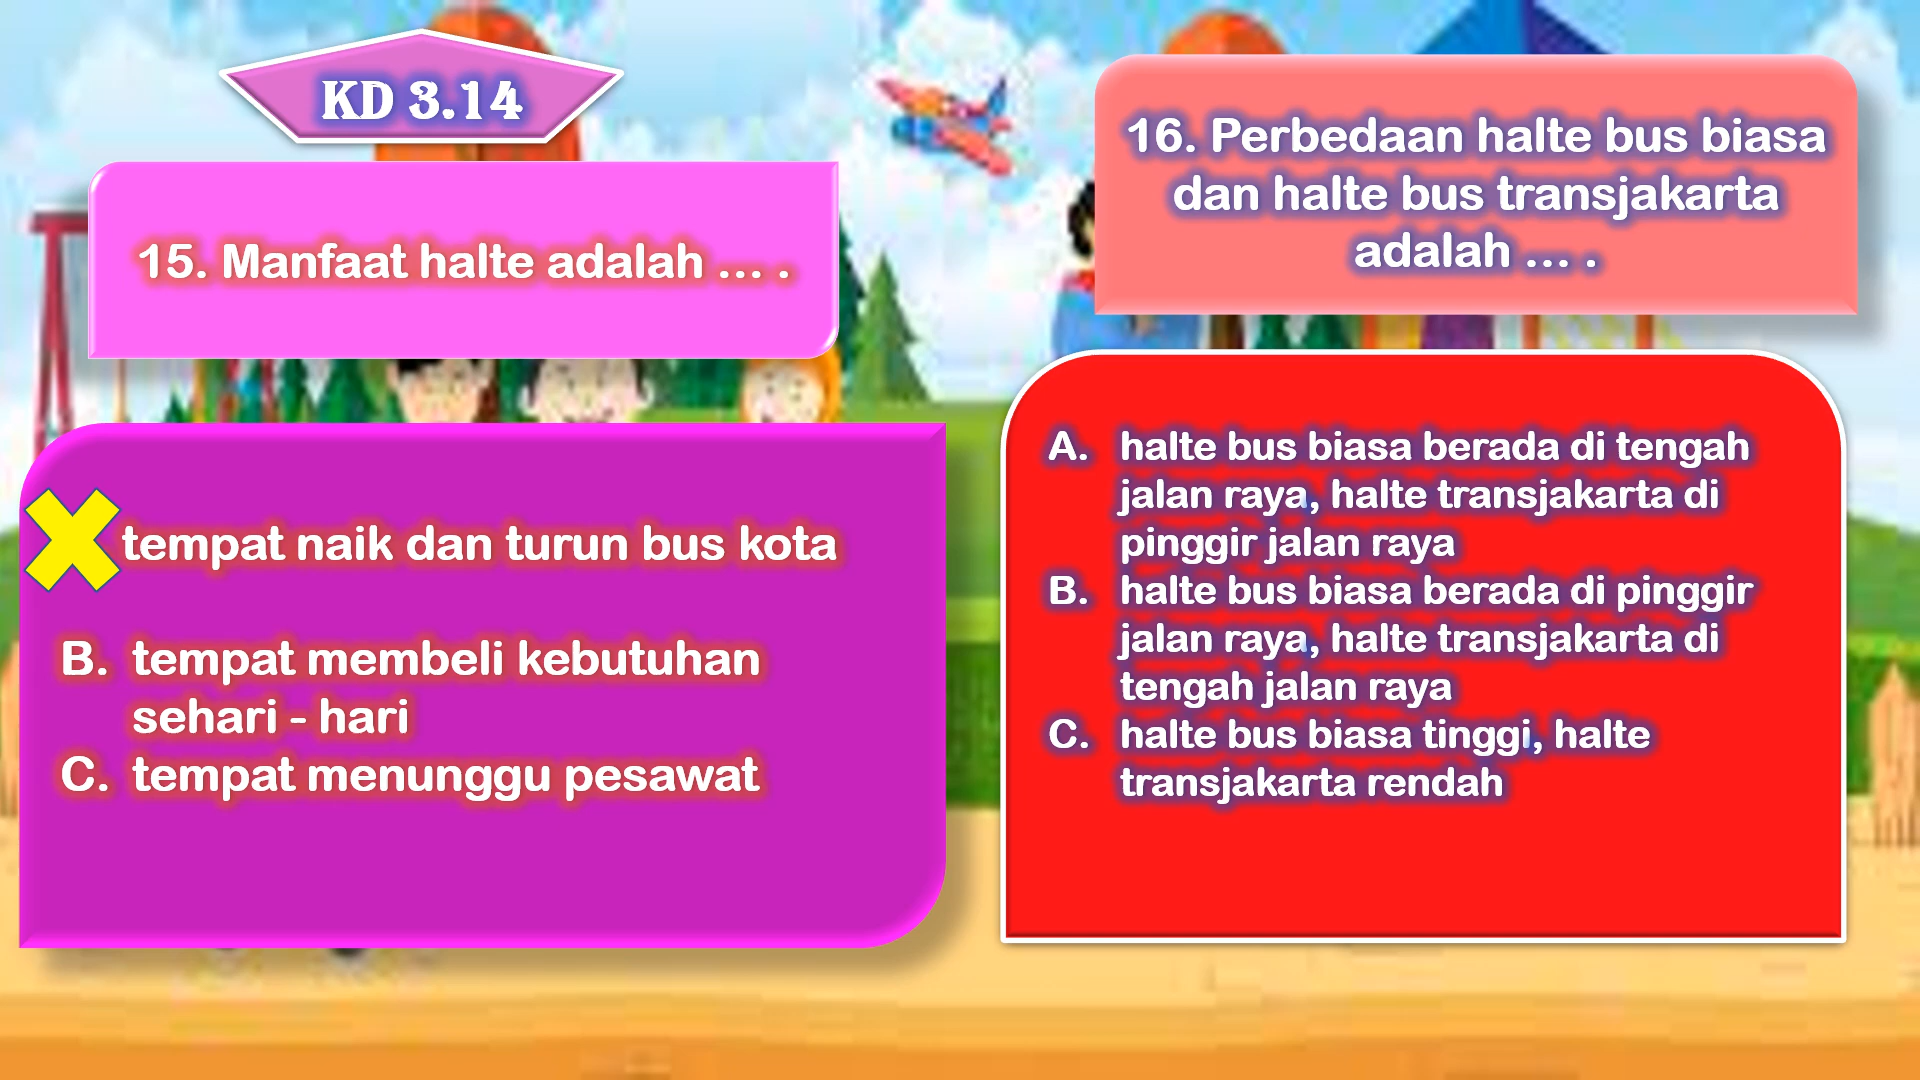 KD 3.14
15. Manfaat halte adalah ... .
tempat naik dan turun bus kota
B. tempat membeli kebutuhan
sehari - hari
C. tempat menunggu pesawat
16. Perbedaan halte bus biasa
dan halte bus transjakarta
adalah ... .
A. halte bus biasa berada di tengah
jalan raya, halte transjakarta di
pinggir jalan raya
B. halte bus biasa berada di pinggir
jalan raya, halte transjakarta di
tengah jalan raya
C. halte bus biasa tinggi, halte
transjakarta rendah